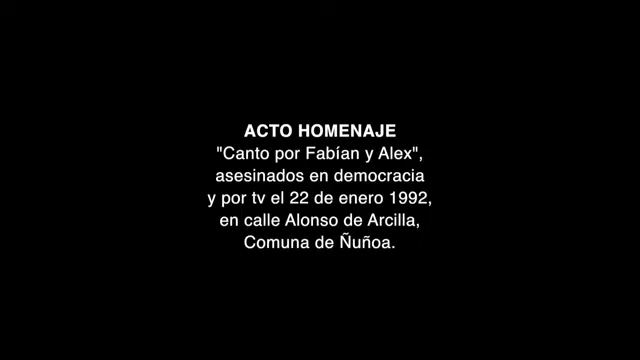 ACTO HOMENAJE
"Canto por Fabían y Alex",
asesinados en democracia
y por tv el 22 de enero 1992,
en calle Alonso de Arcilla,
Comuna de Ñuñoa.